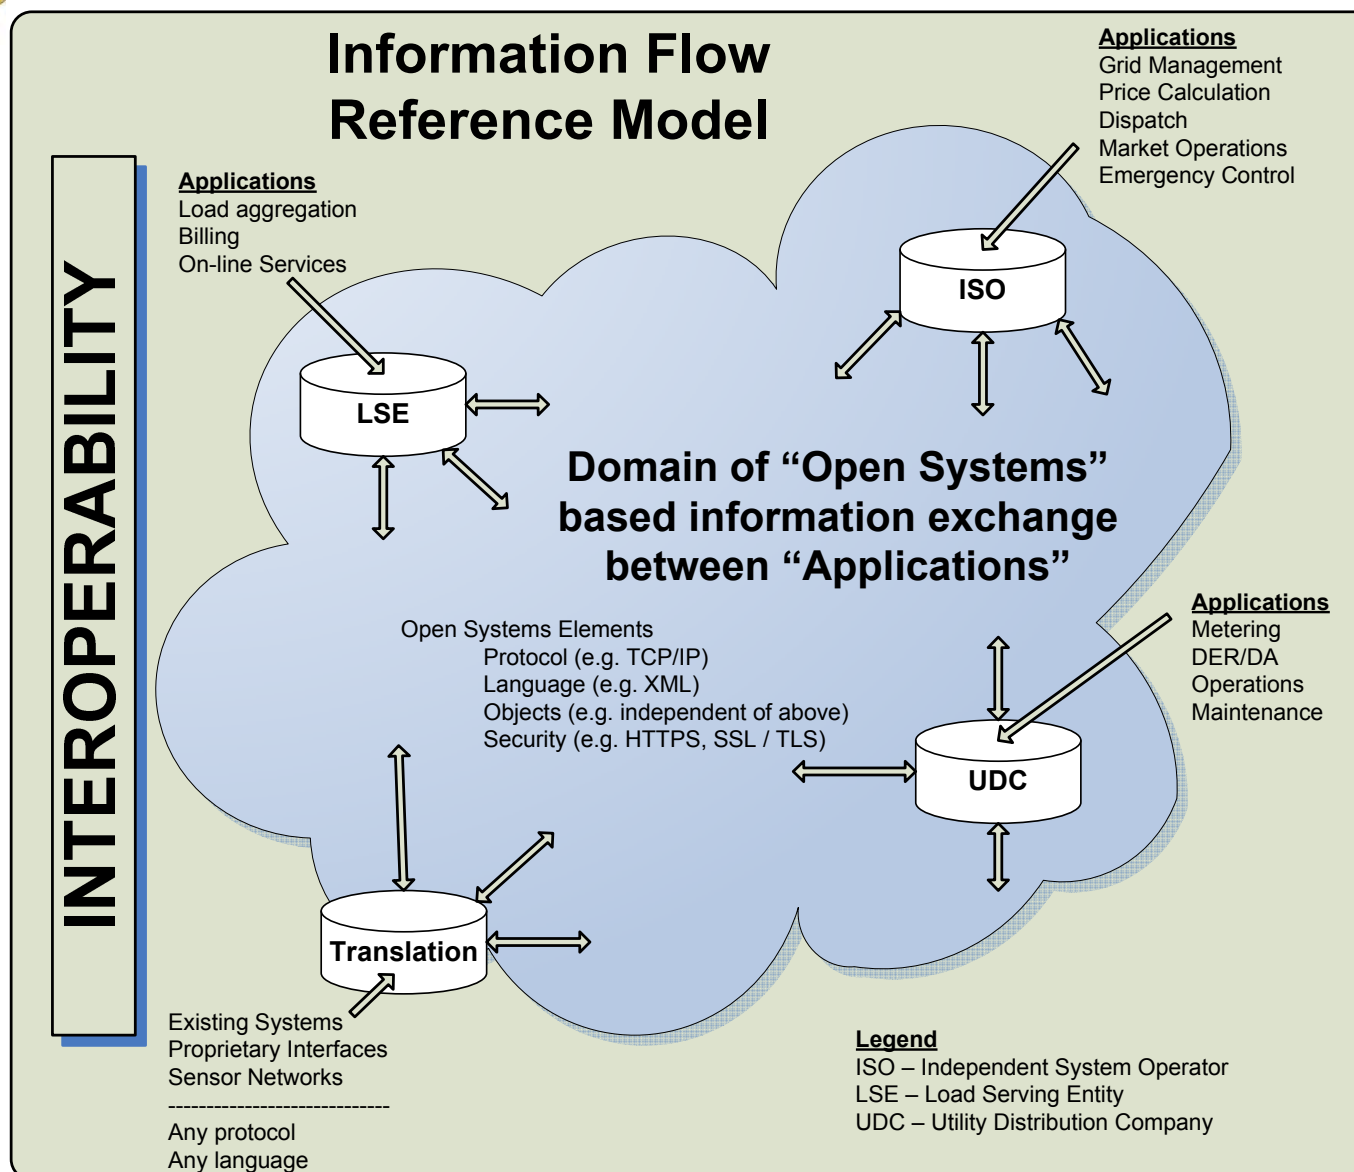 Information Flow
Reference Model
Applications
Grid Management
Price Calculation
Dispatch
Market Operations
Emergency Control
INTEROPERABILITY
Applications
Load aggregation
Billing
On-line Services
ISO
LSE
Domain of “Open Systems”
based information exchange
between “Applications”
Open Systems Elements
Protocol (e.g. TCP/IP)
Language (e.g. XML)
Objects (e.g. independent of above)
Security (e.g. HTTPS, SSL / TLS)
Applications
Metering
DER/DA
Operations
Maintenance
UDC
Translation
Existing Systems
Proprietary Interfaces
Sensor Networks
-----------------------------
Any protocol
Any language
Legend
ISO – Independent System Operator
LSE – Load Serving Entity
UDC – Utility Distribution Company